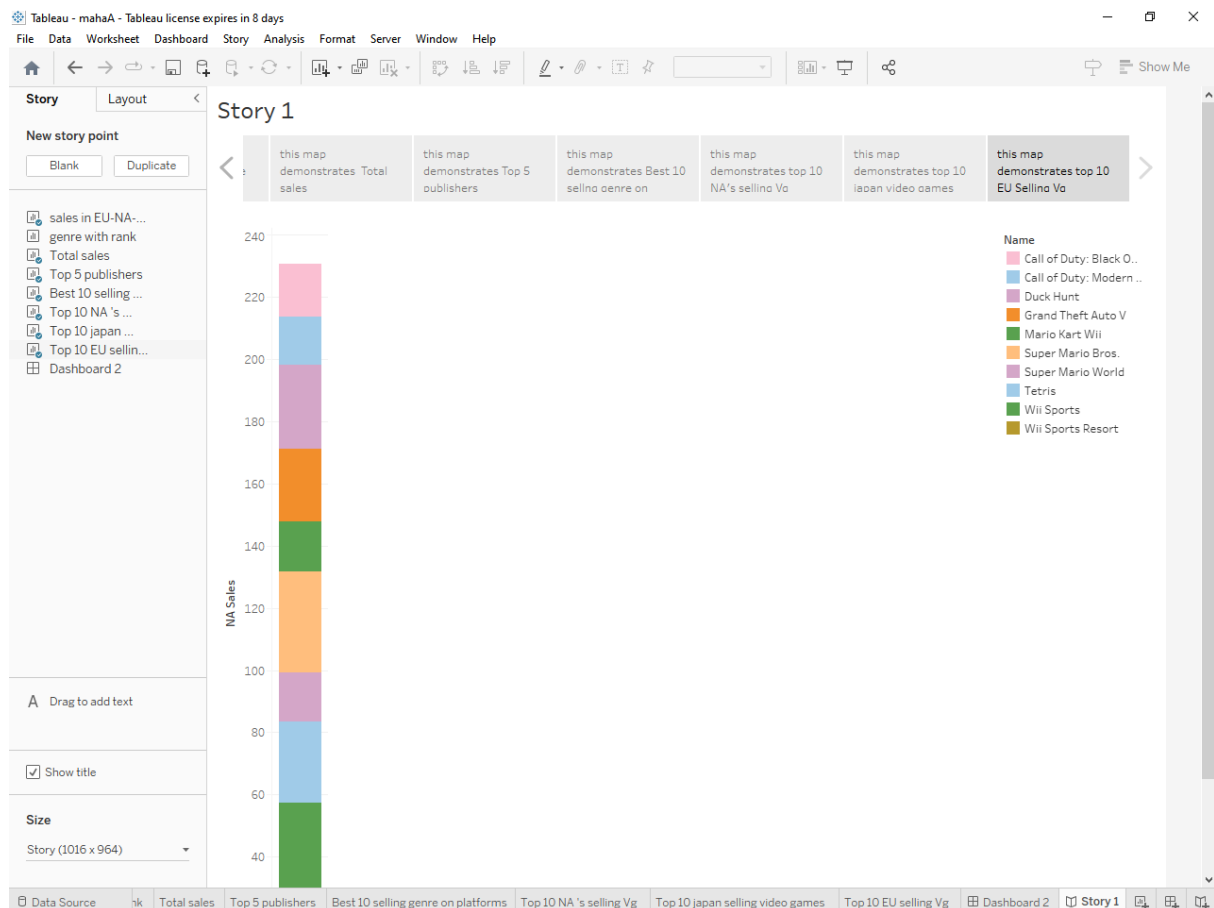 Tableau - mahaA - Tableau license expires in 8 days
File Data Worksheet Dashboard Story Analysis Format Server Window Help
Show Me
Story Layout
New story point
Blank Duplicate
sales in EU-NA-...
genre with rank
Total sales
Top 5 publishers
Best 10 selling ...
Top 10 NA 's ...
Top 10 japan ...
Top 10 EU sellin...
Dashboard 2
A Drag to add text
Show title
Size
Story (1016 x 964)
Story 1
this map
demonstrates Total
sales
this map
demonstrates Top 5
publishers
this map
demonstrates Best 10
sellng genre on
this map
demonstrates top 10
NA's selling Vg
this map
demonstrates top 10
japan video games
this map
demonstrates top 10
EU Selling Vg
240
220
200
180
160
140
120
100
80
60
40
NA Sales
Name
Call of Duty: Black O..
Call of Duty: Modern ..
Duck Hunt
Grand Theft Auto V
Mario Kart Wii
Super Mario Bros.
Super Mario World
Tetris
Wii Sports
Wii Sports Resort
Data Source nk Total sales Top 5 publishers Best 10 selling genre on platforms Top 10 NA 's selling Vg Top 10 japan selling video games Top 10 EU selling Vg Dashboard 2 Story 1